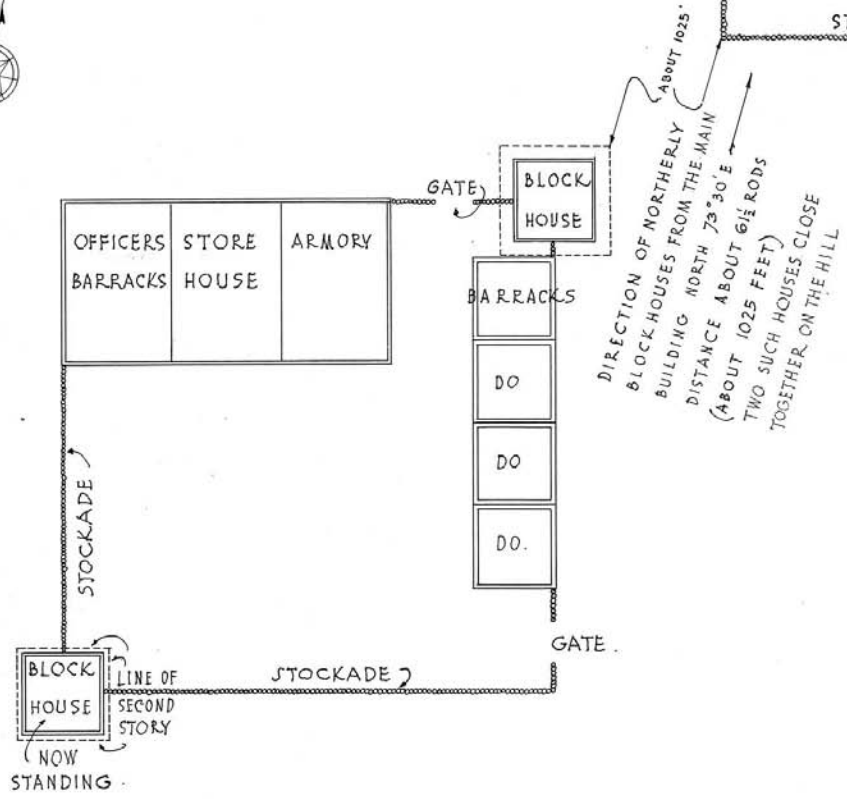 ST
ABOUT 1025'
GATE
BLOCK
HOUSE
OFFICERS
BARRACKS
STORE
HOUSE
ARMORY
BARRACKS
DO
DO
DO.
DIRECTION OF NORTHERLY
BLOCKHOUSES FROM THE MAIN
BUILDING NORTH 73°30'E
DISTANCE ABOUT 61½ RODS
(ABOUT 1025 FEET)
TWO SUCH HOUSES CLOSE
TOGETHER ON THE HILL
STOCKADE
GATE.
BLOCK
HOUSE
LINE OF
SECOND
STORY
STOCKADE
NOW
STANDING.